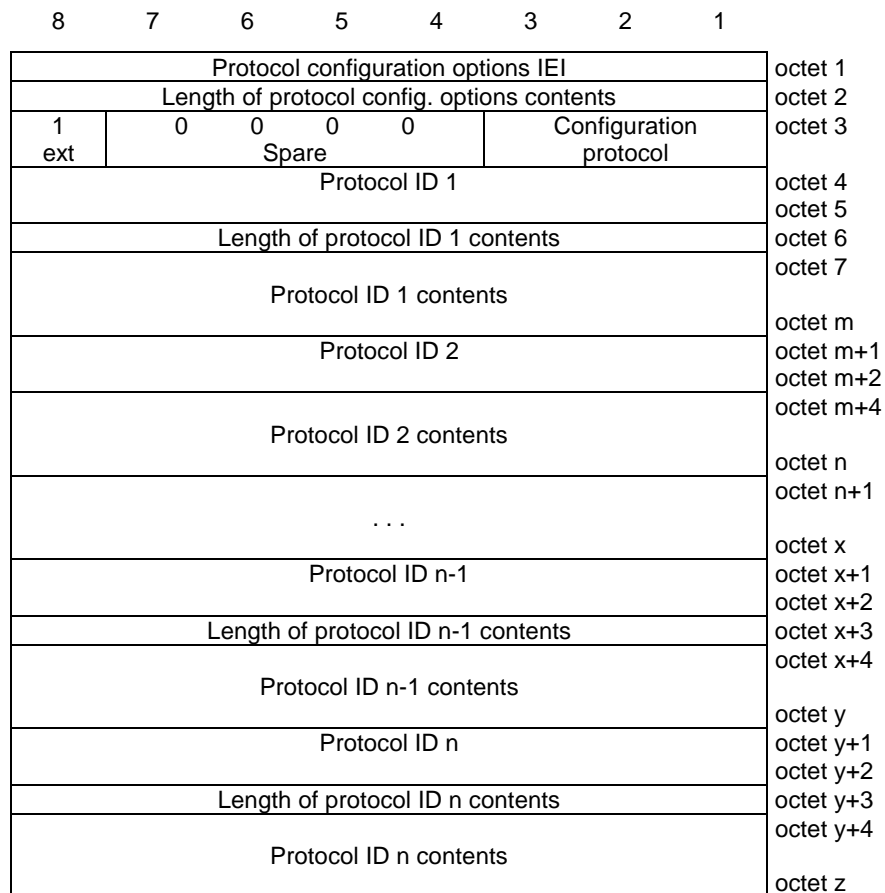 8 7 6 5 4 3 2 1
Protocol configuration options IEI octet 1
Length of protocol config. options contents octet 2
1 0 0 0 0 Configuration octet 3
ext Spare protocol
Protocol ID 1 octet 4
octet 5
Length of protocol ID 1 contents octet 6
octet 7
Protocol ID 1 contents
octet m
Protocol ID 2 octet m+1
octet m+2
octet m+4
Protocol ID 2 contents
octet n
octet n+1
. . .
octet x
Protocol ID n-1 octet x+1
octet x+2
Length of protocol ID n-1 contents octet x+3
octet x+4
Protocol ID n-1 contents
octet y
Protocol ID n octet y+1
octet y+2
Length of protocol ID n contents octet y+3
octet y+4
Protocol ID n contents
octet z